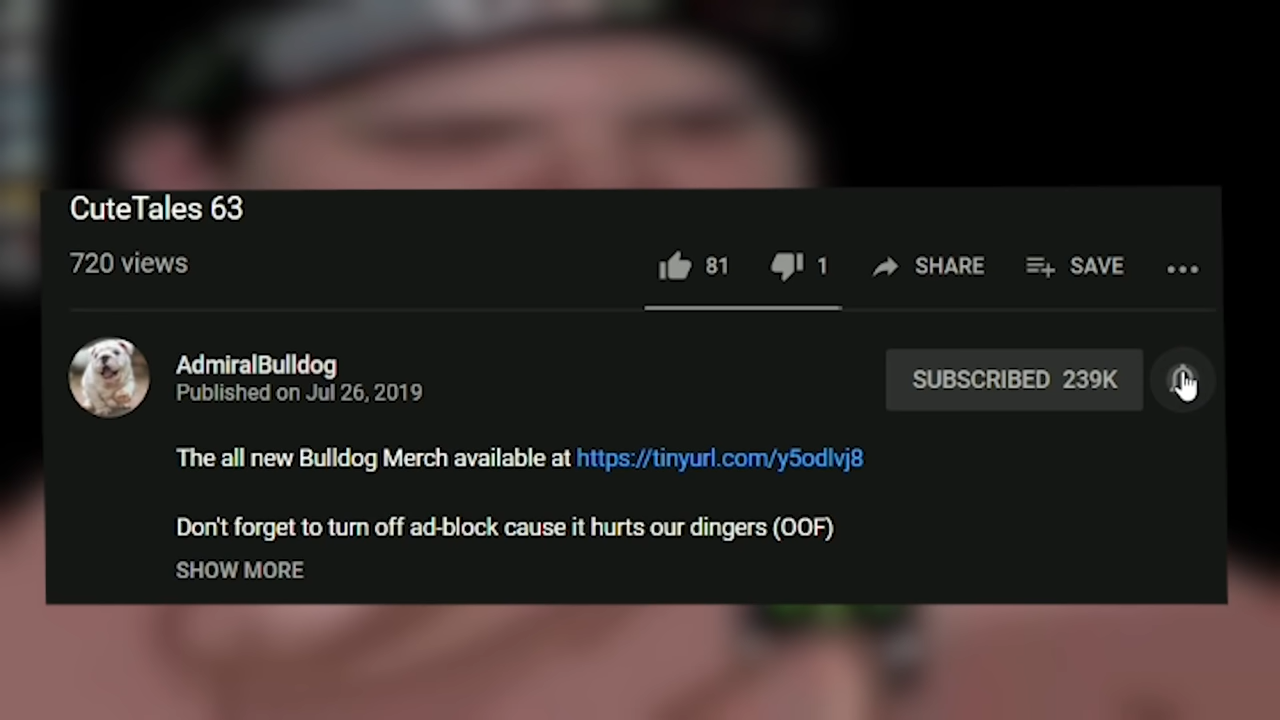 CuteTales 63
720 views
81 1 SHARE SAVE
AdmiralBulldog
Published on Jul 26, 2019
SUBSCRIBED 239K
The all new Bulldog Merch available at https://tinyurl.com/y5odlvj8
Don't forget to turn off ad-block cause it hurts our dingers (OOF)
SHOW MORE